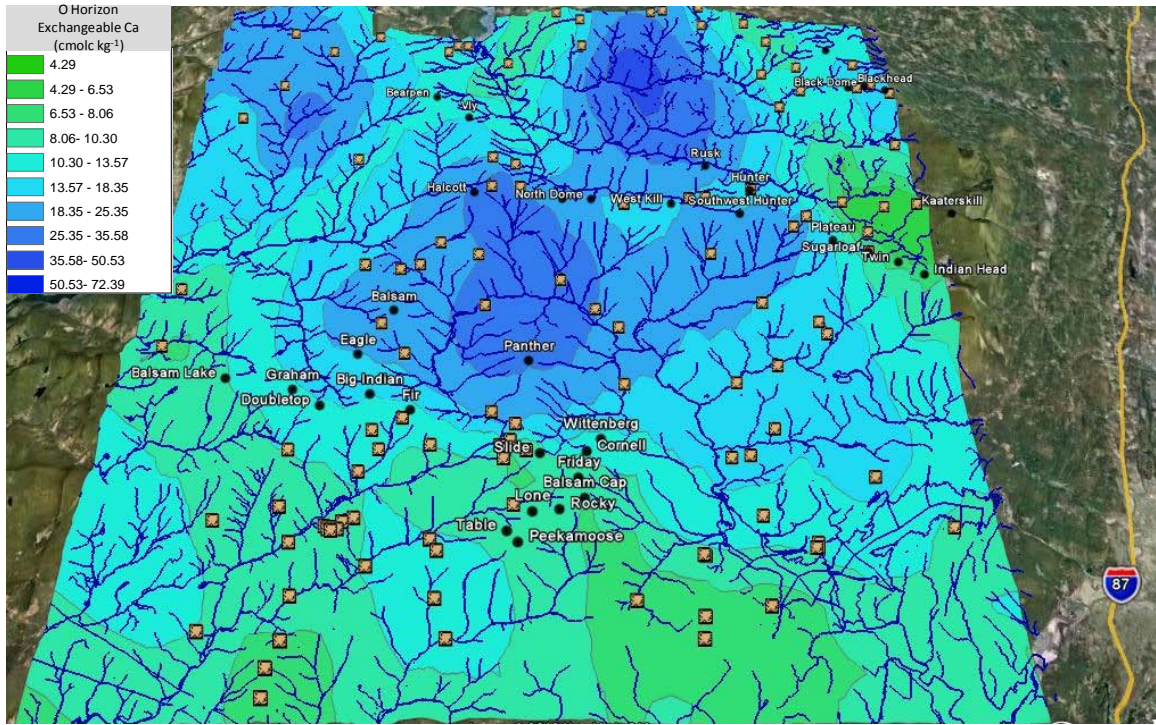 O Horizon
Exchangeable Ca
(cmolc kg⁻¹)
4.29
4.29 - 6.53
6.53 - 8.06
8.06- 10.30
10.30 - 13.57
13.57 - 18.35
18.35 - 25.35
25.35 - 35.58
35.58- 50.53
50.53- 72.39
Black Dome
Blackhead
Bearpen
Vly
Rusk
Hunter
Halcott
North Dome
West Kill
Southwest Hunter
Kaaterskill
Plateau
Sugarloaf
Twin
Indian Head
Balsam
Eagle
Panther
Balsam Lake
Graham
Big Indian
Doubletop
Fir
Wittenberg
Slide
Cornell
Friday
Balsam Cap
Lone
Rocky
Table
Peekamoose
87